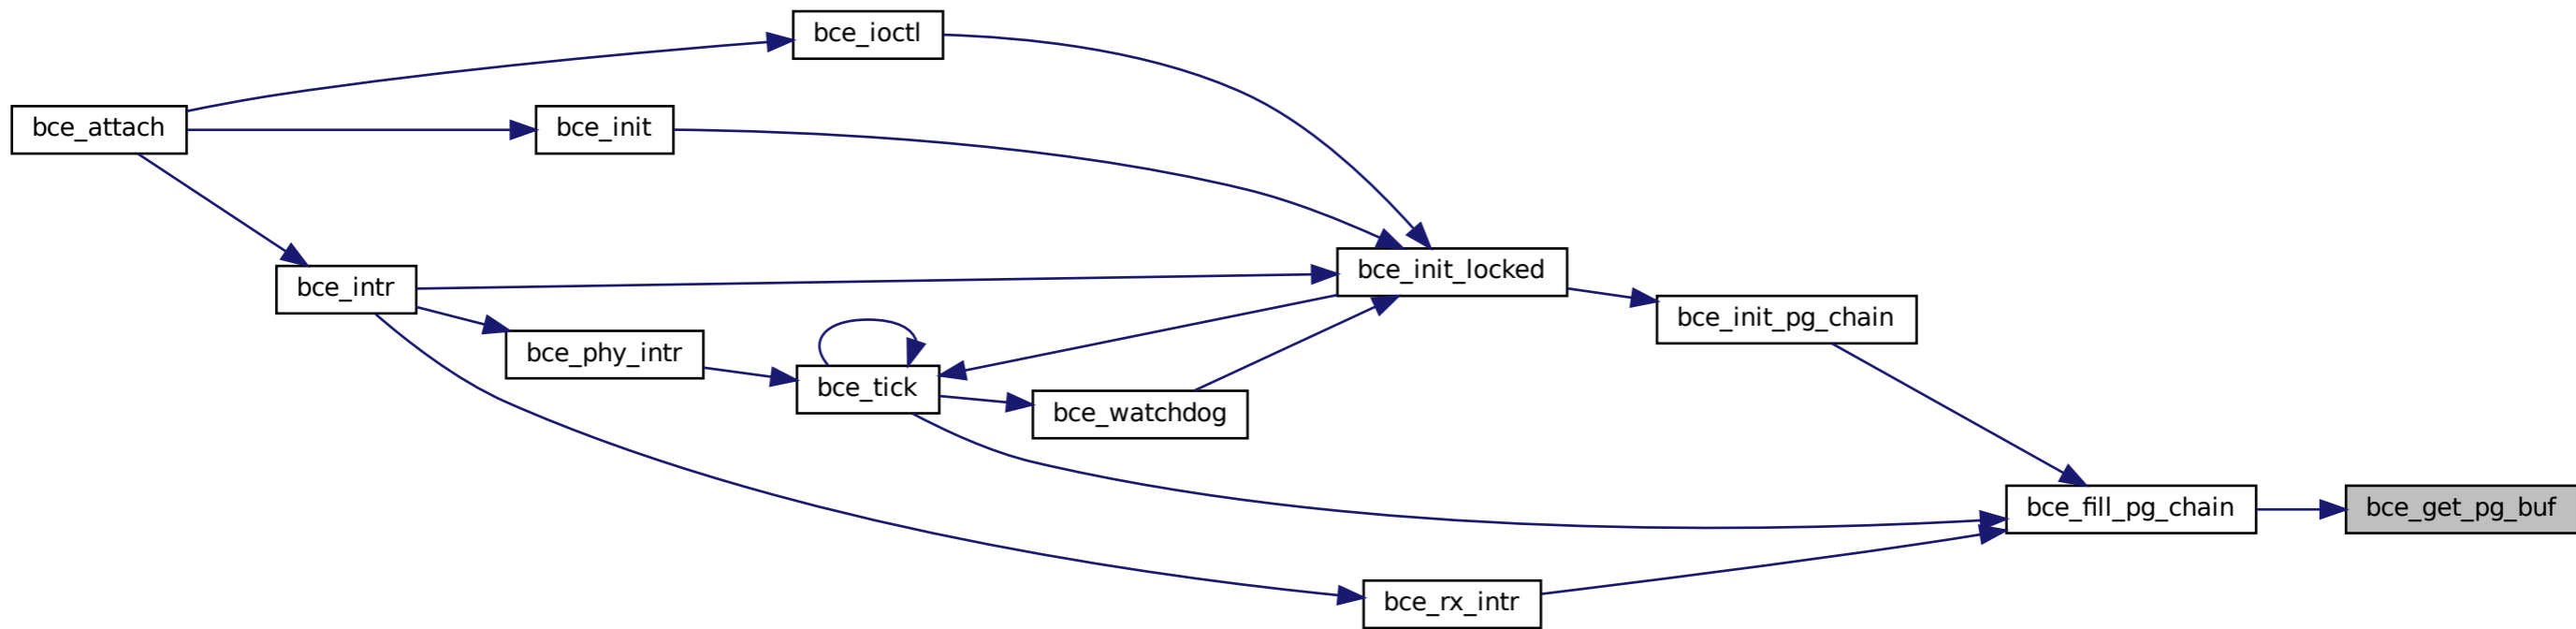 bce_ioctl
bce_attach
bce_init
bce_init_locked
bce_intr
bce_init_pg_chain
bce_phy_intr
bce_tick
bce_watchdog
bce_fill_pg_chain
bce_get_pg_buf
bce_rx_intr